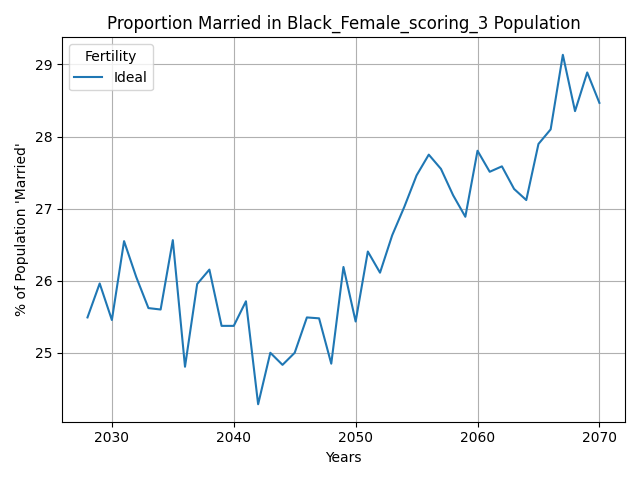 Proportion Married in Black_Female_scoring_3 Population
Fertility
Ideal
% of Population 'Married'
29
28
27
26
25
2030 2040 2050 2060 2070
Years